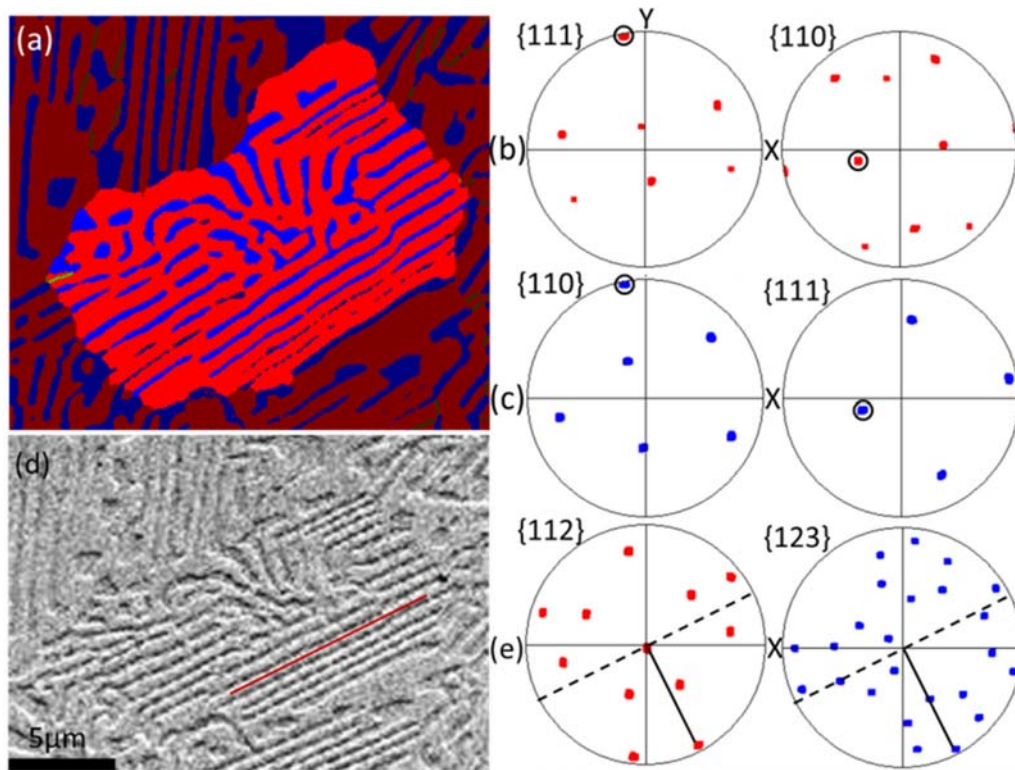 (a)
{111}
Y
{110}
(b)
X
{110}
{111}
(c)
X
(d)
{112}
{123}
(e)
X
5μm